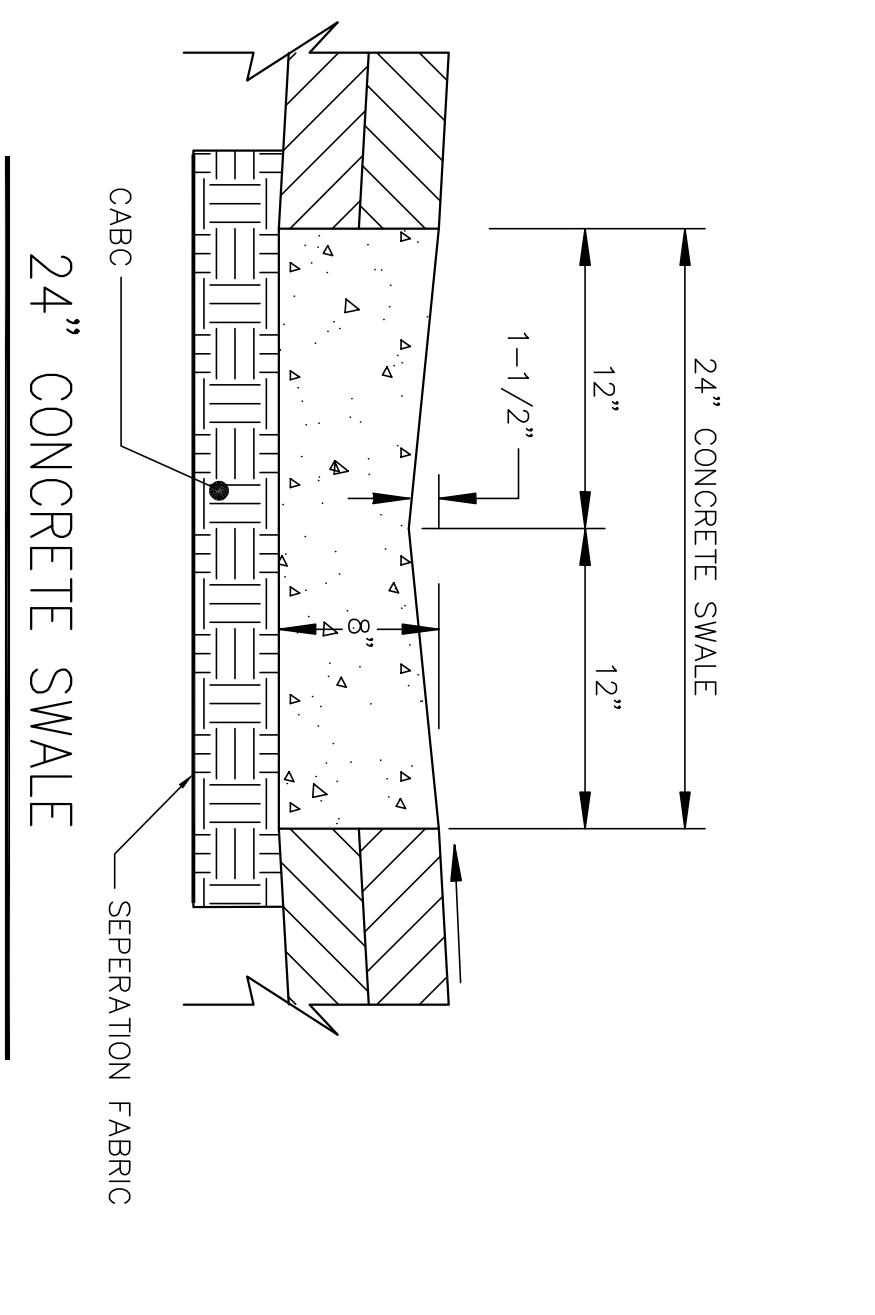 24” CONCRETE SWALE
12”
12”
1-1/2”
8”
CABC
SEPERATION FABRIC
24” CONCRETE SWALE